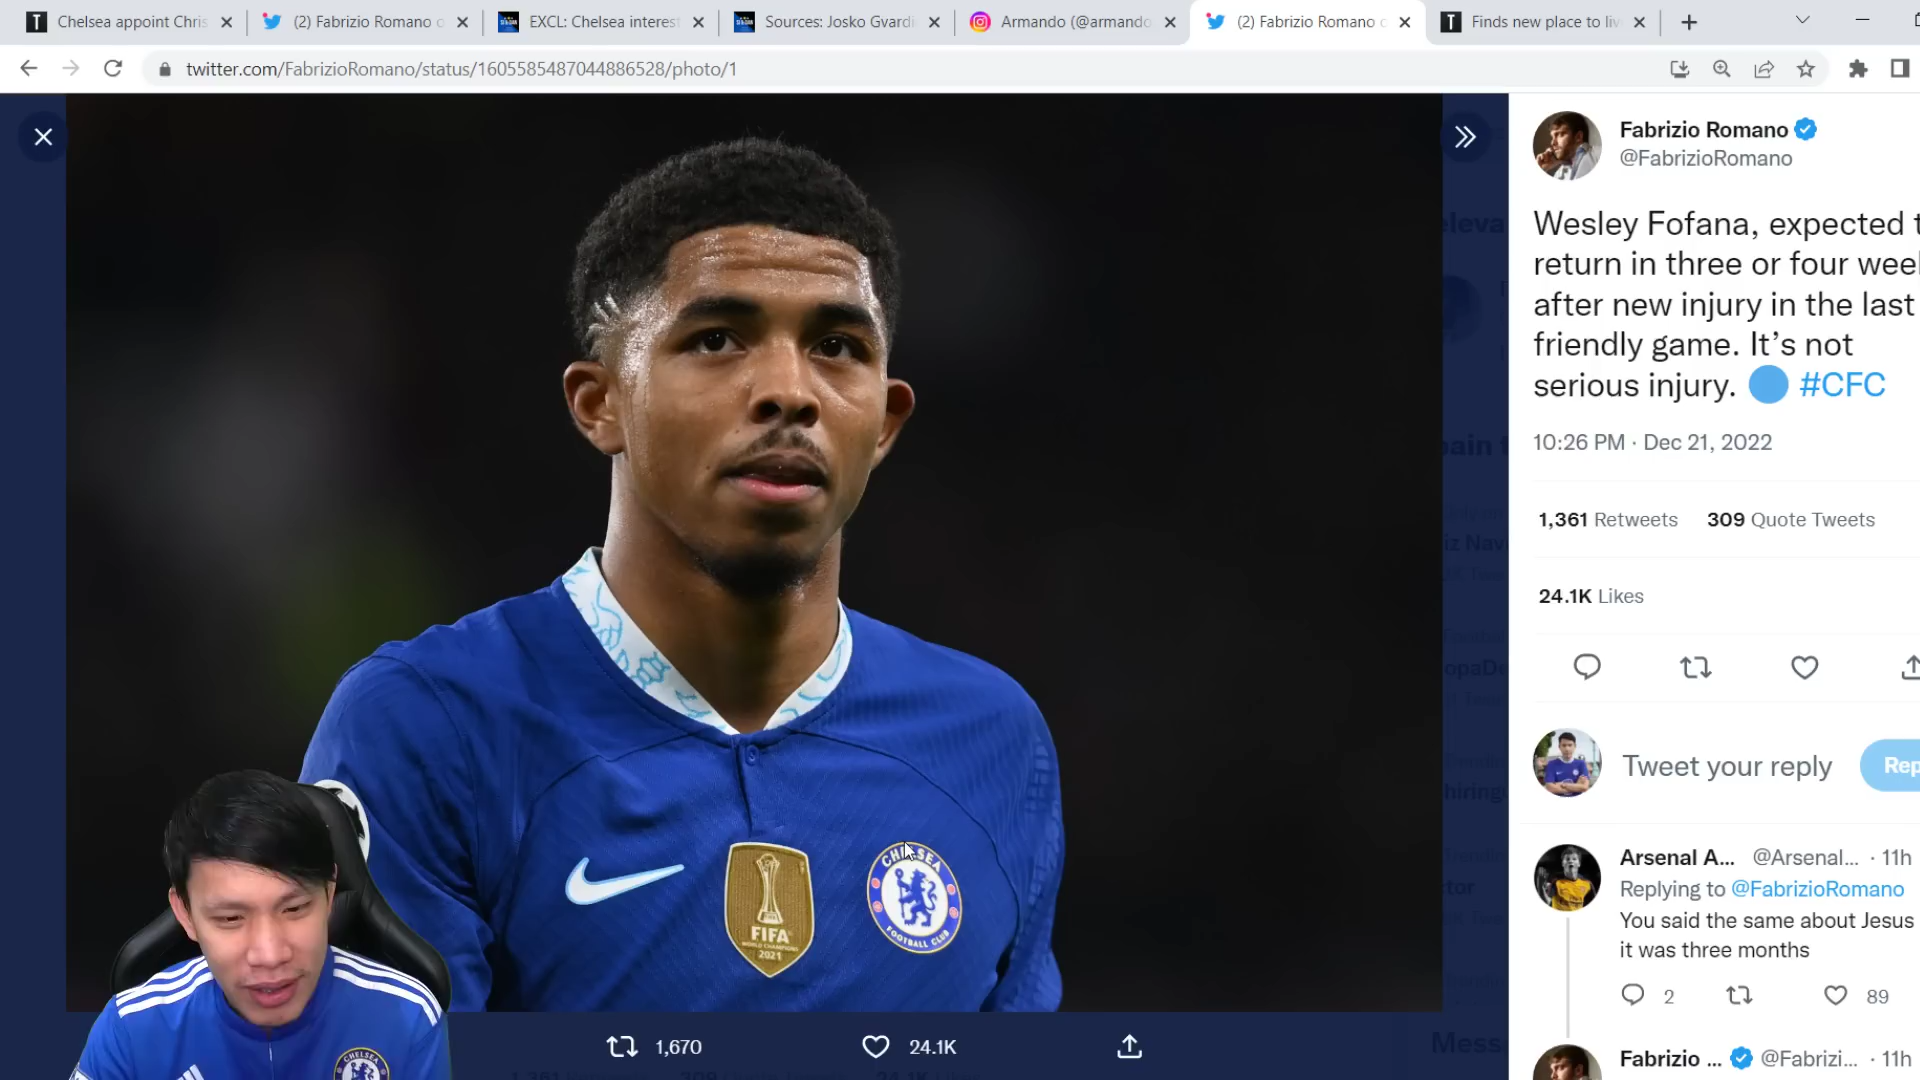 Chelsea appoint Chris
(2) Fabrizio Romano o
EXCL: Chelsea interest
Sources: Josko Gvardi
Armando (@armando
(2) Fabrizio Romano o
Finds new place to liv
twitter.com/FabrizioRomano/status/1605585487044886528/photo/1
Fabrizio Romano
@FabrizioRomano
Wesley Fofana, expected t
return in three or four week
after new injury in the last
friendly game. It's not
serious injury. 🔵 #CFC
10:26 PM · Dec 21, 2022
1,361 Retweets 309 Quote Tweets
24.1K Likes
Tweet your reply
Rep
Arsenal A... @Arsenal... · 11h
Replying to @FabrizioRomano
You said the same about Jesus
it was three months
2 89
Fabrizio ... @Fabrizi... · 11h
CHELSEA
FOOTBALL CLUB
FIFA
WORLD CHAMPIONS
2021
1,670 24.1K